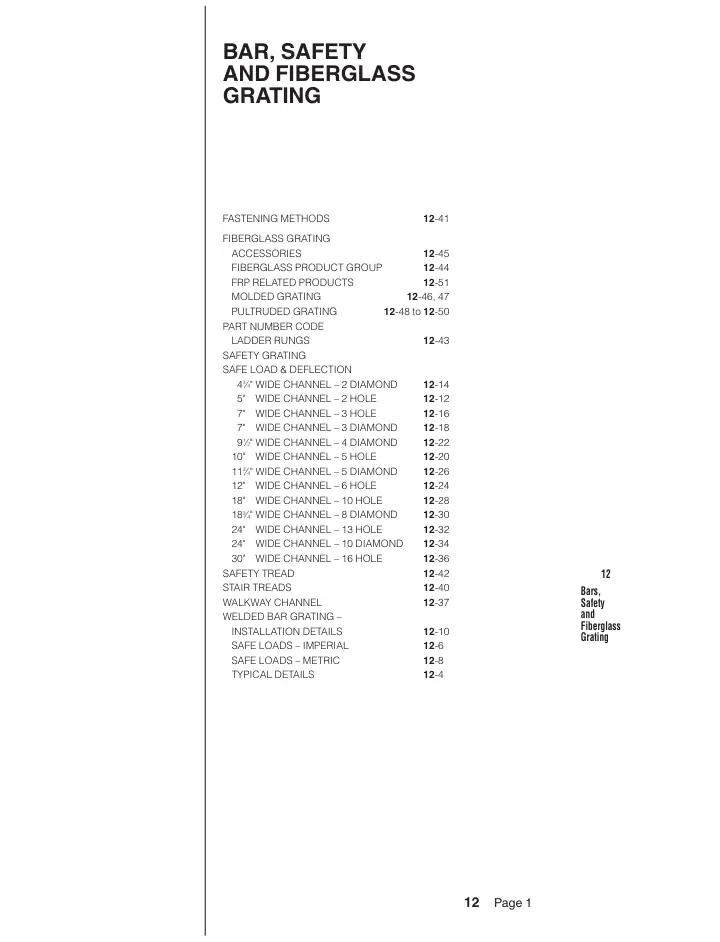 BAR, SAFETY
AND FIBERGLASS
GRATING
FASTENING METHODS 12-41
FIBERGLASS GRATING
ACCESSORIES 12-45
FIBERGLASS PRODUCT GROUP 12-44
FRP RELATED PRODUCTS 12-51
MOLDED GRATING 12-46, 47
PULTRUDED GRATING 12-48 to 12-50
PART NUMBER CODE
LADDER RUNGS 12-43
SAFETY GRATING
SAFE LOAD & DEFLECTION
4¾" WIDE CHANNEL – 2 DIAMOND 12-14
5" WIDE CHANNEL – 2 HOLE 12-12
7" WIDE CHANNEL – 3 HOLE 12-16
7" WIDE CHANNEL – 3 DIAMOND 12-18
9½" WIDE CHANNEL – 4 DIAMOND 12-22
10" WIDE CHANNEL – 5 HOLE 12-20
11¾" WIDE CHANNEL – 5 DIAMOND 12-26
12" WIDE CHANNEL – 6 HOLE 12-24
18" WIDE CHANNEL – 10 HOLE 12-28
18¾" WIDE CHANNEL – 8 DIAMOND 12-30
24" WIDE CHANNEL – 13 HOLE 12-32
24" WIDE CHANNEL – 10 DIAMOND 12-34
30" WIDE CHANNEL – 16 HOLE 12-36
SAFETY TREAD 12-42
STAIR TREADS 12-40
WALKWAY CHANNEL 12-37
WELDED BAR GRATING –
INSTALLATION DETAILS 12-10
SAFE LOADS – IMPERIAL 12-6
SAFE LOADS – METRIC 12-8
TYPICAL DETAILS 12-4
12
Bars,
Safety
and
Fiberglass
Grating
12 Page 1